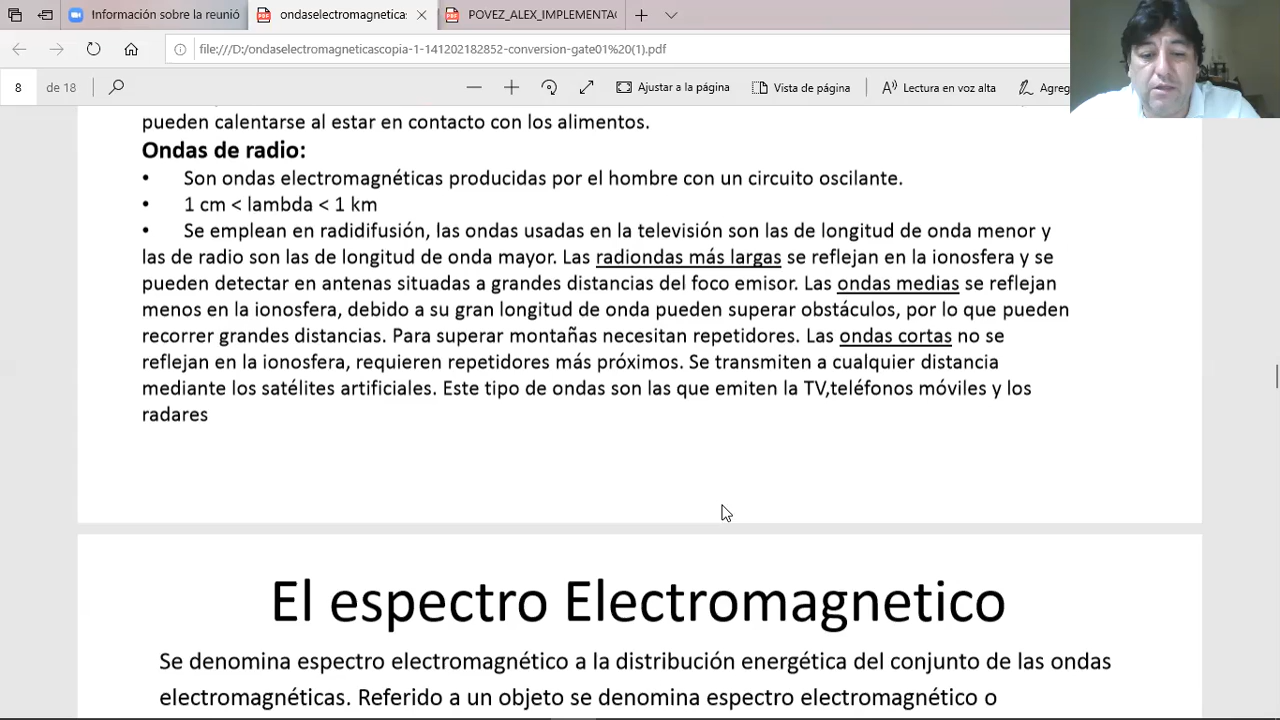 Información sobre la reunió
ondaselectromagnetica:
POVEZ_ALEX_IMPLEMENTAC
file:///D:/ondaselectromagneticascopia-1-141202182852-conversion-gate01%20(1).pdf
8
de 18
Ajustar a la página
Vista de página
Lectura en voz alta
Agreg
pueden calentarse al estar en contacto con los alimentos.
Ondas de radio:
• Son ondas electromagnéticas producidas por el hombre con un circuito oscilante.
• 1 cm < lambda < 1 km
• Se emplean en radidifusión, las ondas usadas en la televisión son las de longitud de onda menor y
las de radio son las de longitud de onda mayor. Las radiondas más largas se reflejan en la ionosfera y se
pueden detectar en antenas situadas a grandes distancias del foco emisor. Las ondas medias se reflejan
menos en la ionosfera, debido a su gran longitud de onda pueden superar obstáculos, por lo que pueden
recorrer grandes distancias. Para superar montañas necesitan repetidores. Las ondas cortas no se
reflejan en la ionosfera, requieren repetidores más próximos. Se transmiten a cualquier distancia
mediante los satélites artificiales. Este tipo de ondas son las que emiten la TV,teléfonos móviles y los
radares
El espectro Electromagnetico
Se denomina espectro electromagnético a la distribución energética del conjunto de las ondas
electromagnéticas. Referido a un objeto se denomina espectro electromagnético o